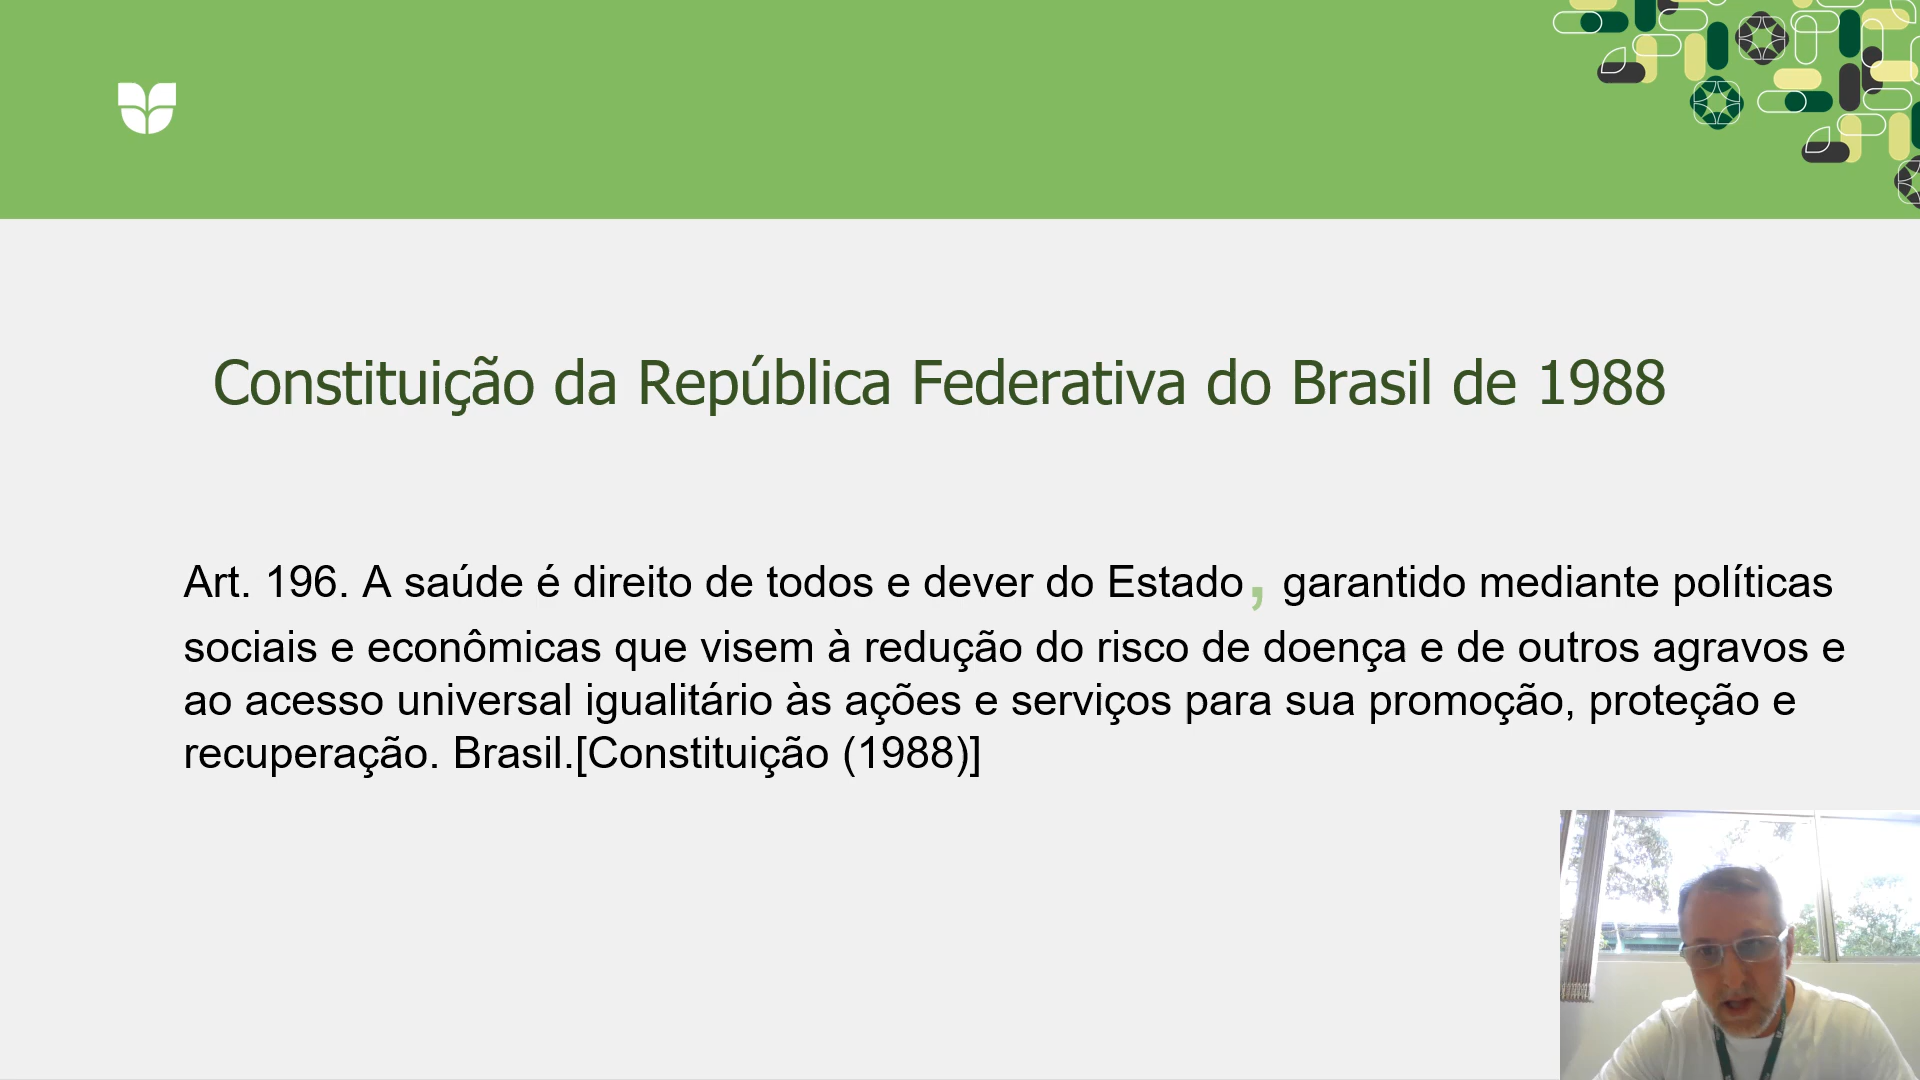 Constituição da República Federativa do Brasil de 1988
Art. 196. A saúde é direito de todos e dever do Estado, garantido mediante políticas
sociais e econômicas que visem à redução do risco de doença e de outros agravos e
ao acesso universal igualitário às ações e serviços para sua promoção, proteção e
recuperação. Brasil.[Constituição (1988)]